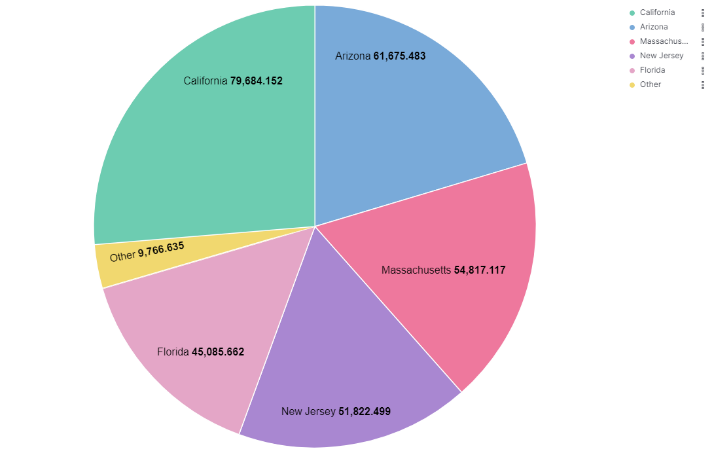 California 79,684.152
Arizona 61,675.483
Massachusetts 54,817.117
New Jersey 51,822.499
Florida 45,085.662
Other 9,766.635
California
Arizona
Massachus...
New Jersey
Florida
Other